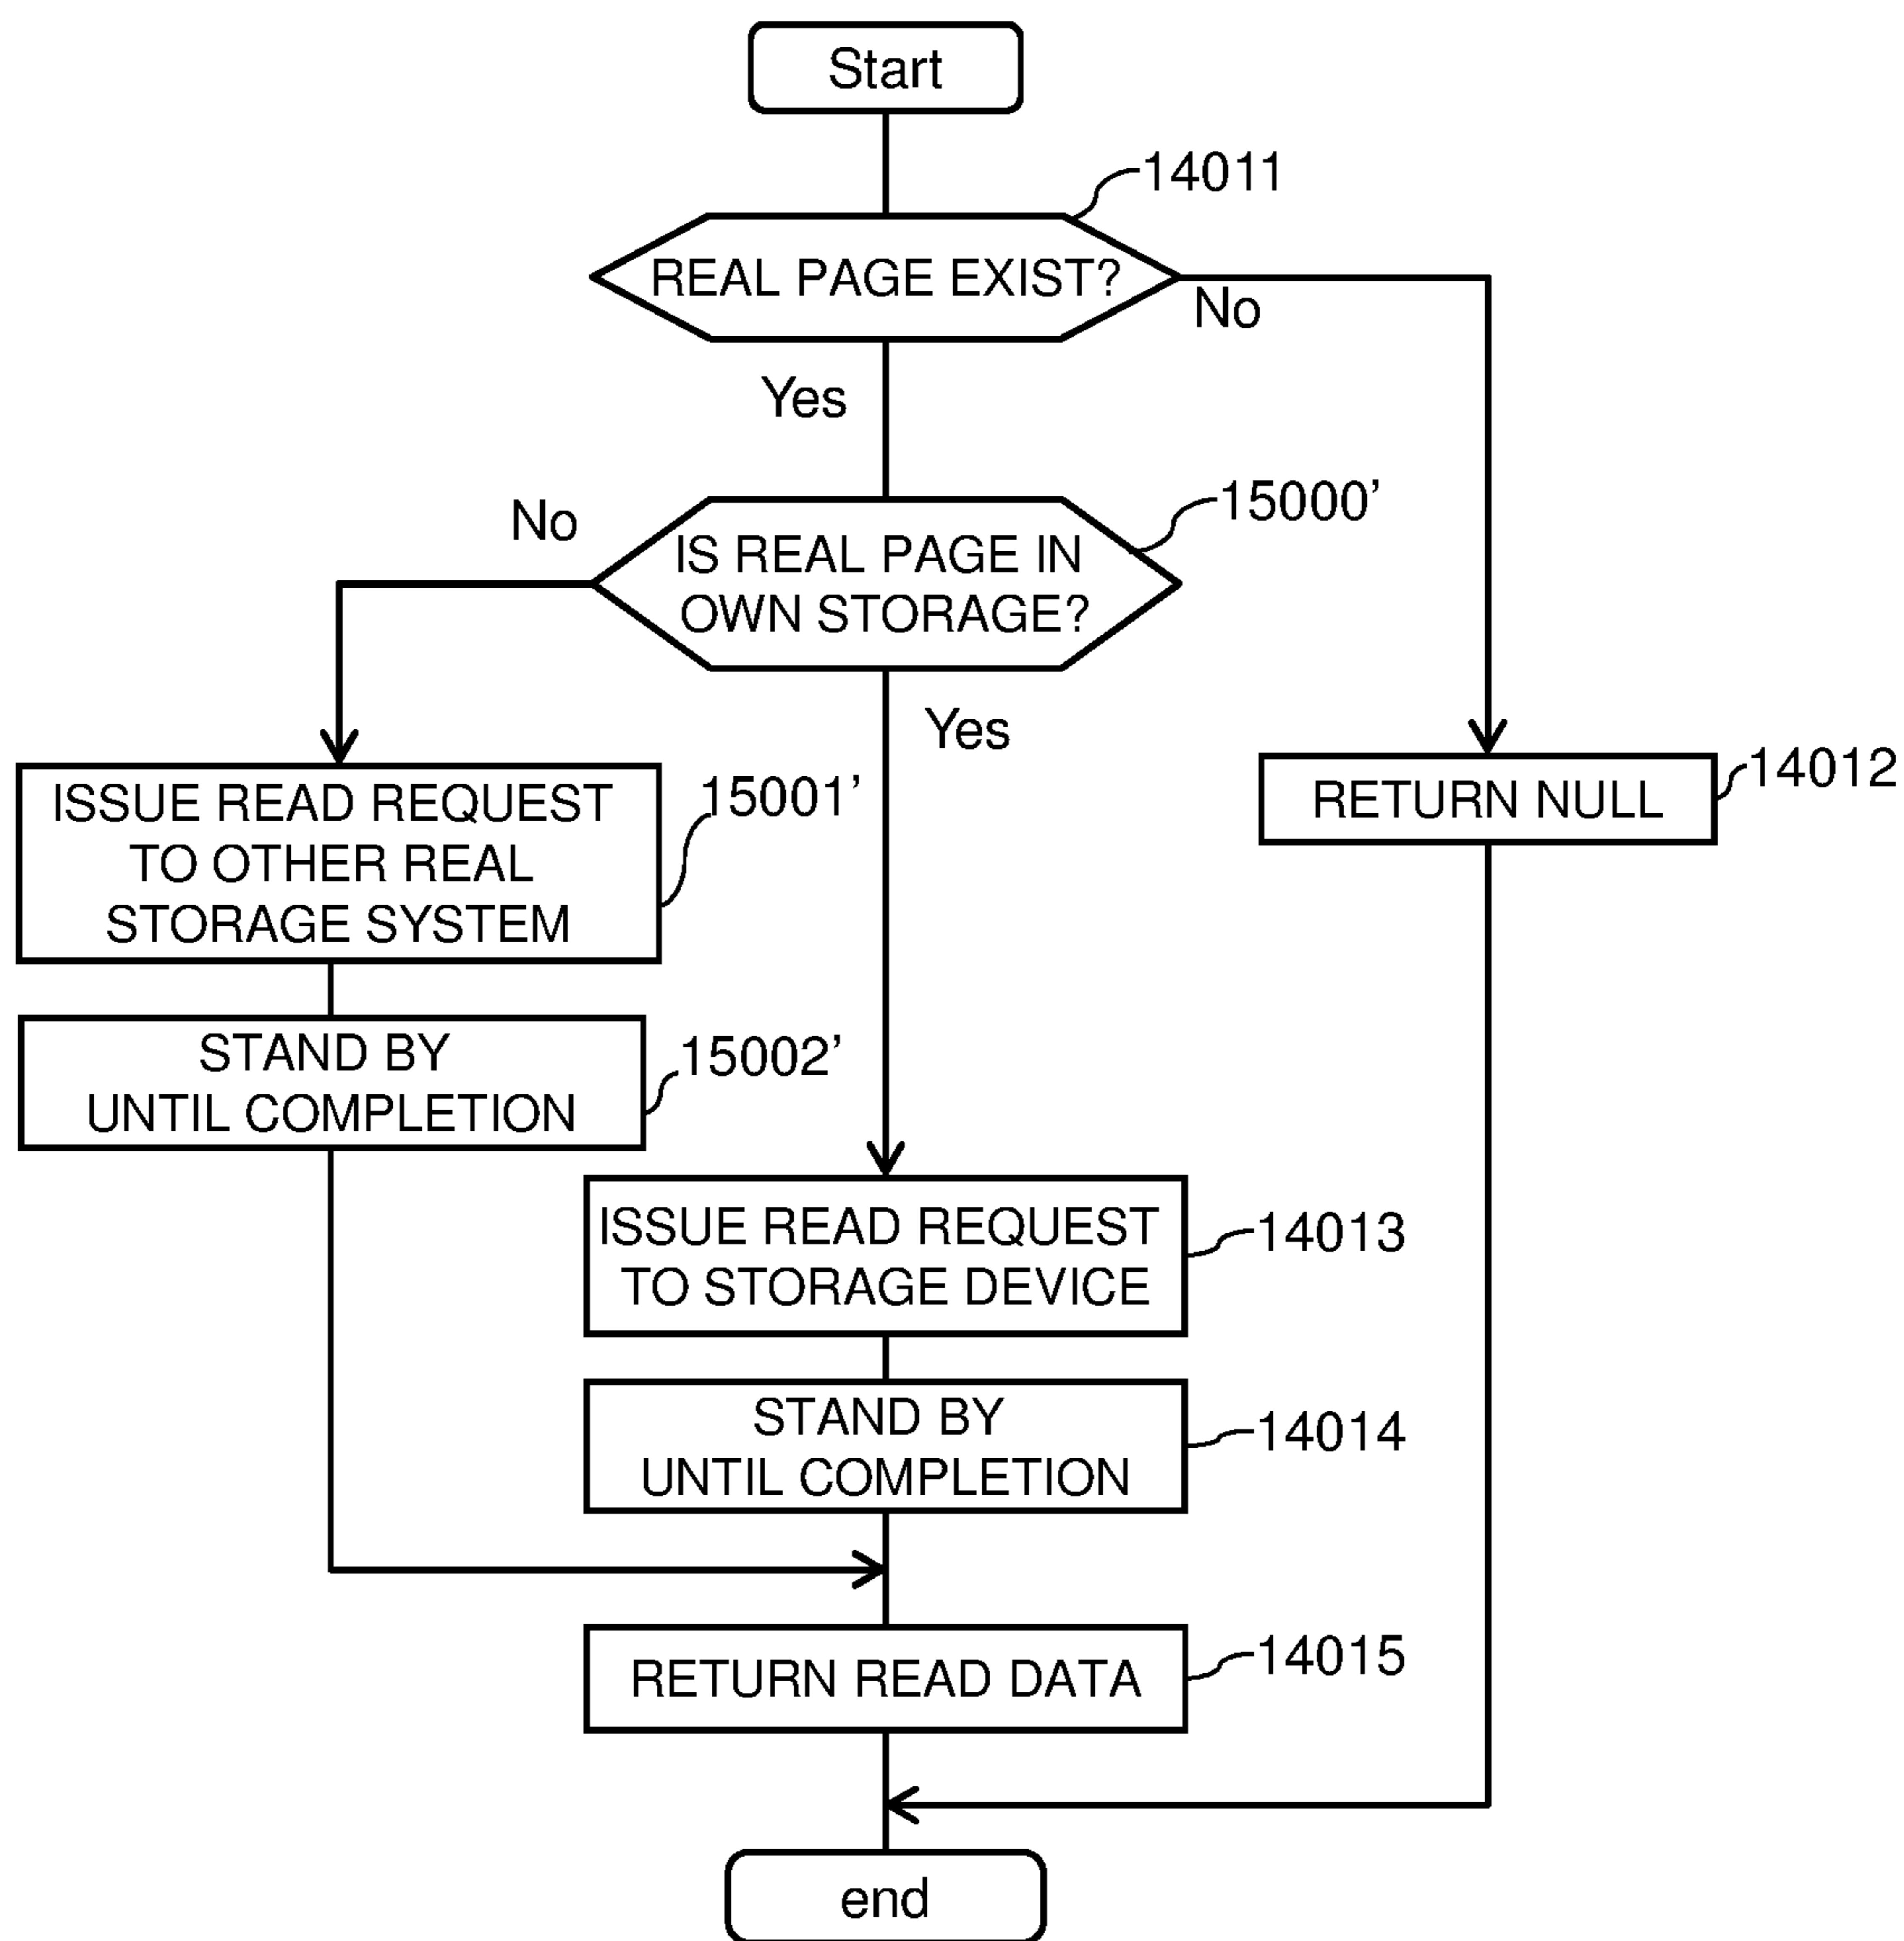 Start
14011
REAL PAGE EXIST?
No
Yes
15000’
No
IS REAL PAGE IN
OWN STORAGE?
Yes
15001’
ISSUE READ REQUEST
TO OTHER REAL
STORAGE SYSTEM
14012
RETURN NULL
15002’
STAND BY
UNTIL COMPLETION
ISSUE READ REQUEST
TO STORAGE DEVICE
14013
STAND BY
UNTIL COMPLETION
14014
RETURN READ DATA
14015
end